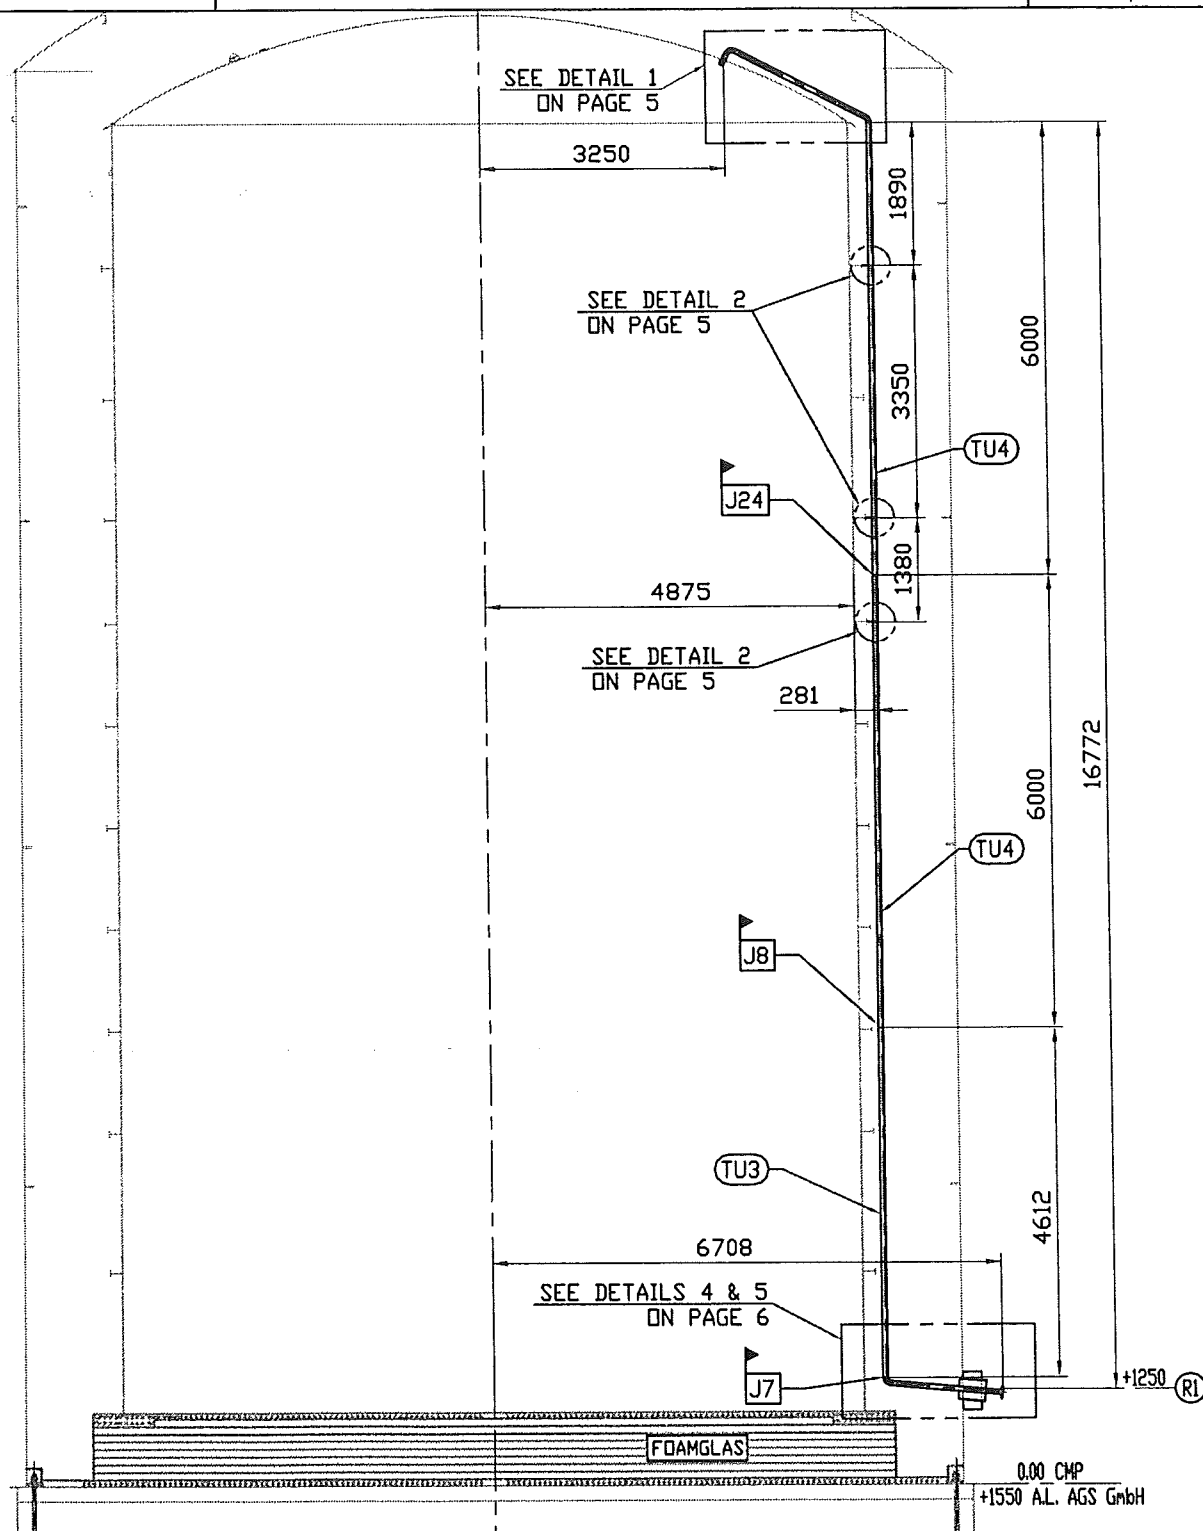 SEE DETAIL 1
ON PAGE 5
3250
1890
SEE DETAIL 2
ON PAGE 5
6000
3350
TU4
J24
1380
4875
SEE DETAIL 2
ON PAGE 5
281
16772
6000
TU4
J8
TU3
4612
6708
SEE DETAILS 4 & 5
ON PAGE 6
J7
+1250
R1
FOAMGLAS
0.00 CMP
+1550 A.L. AGS GmbH